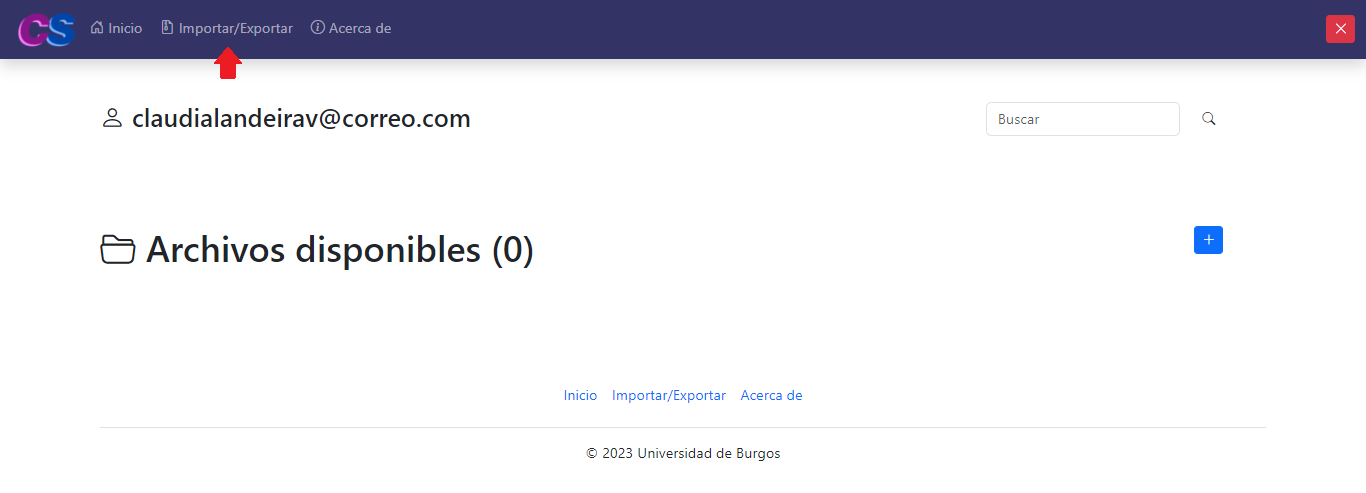 CS Inicio Importar/Exportar Acerca de
claudialandeirav@correo.com Buscar
Archivos disponibles (0)
Inicio Importar/Exportar Acerca de
© 2023 Universidad de Burgos